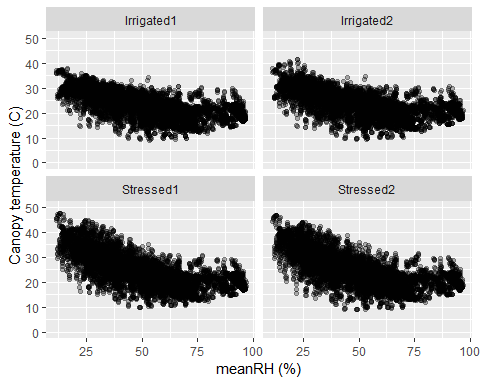 Irrigated1 Irrigated2
50
40
30
20
10
0
Stressed1 Stressed2
50
40
30
20
10
0
25 50 75 100 25 50 75 100
Canopy temperature (C)
meanRH (%)